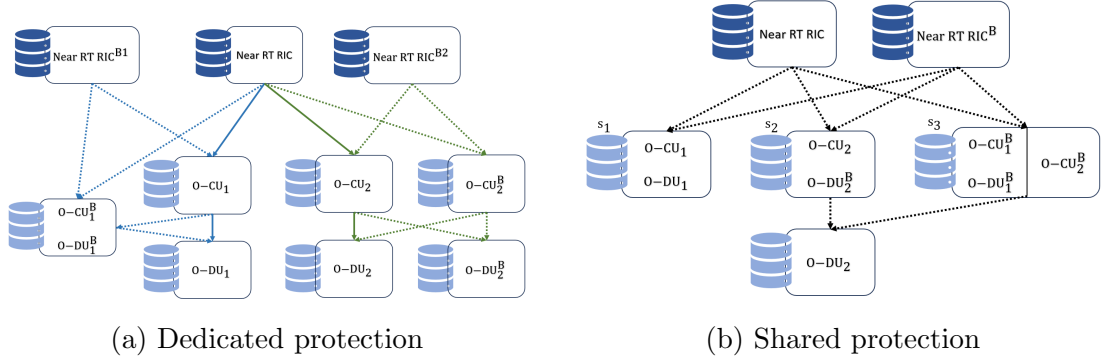 Near RT RIC^B1
Near RT RIC
Near RT RIC^B2
O-CU_1
O-CU_2
O-CU_2^B
O-CU_1^B
O-DU_1^B
O-DU_1
O-DU_2
O-DU_2^B
(a) Dedicated protection
Near RT RIC
Near RT RIC^B
s_1
O-CU_1
O-DU_1
s_2
O-CU_2
O-DU_2^B
s_3
O-CU_1^B
O-DU_1^B
O-CU_2^B
O-DU_2
(b) Shared protection